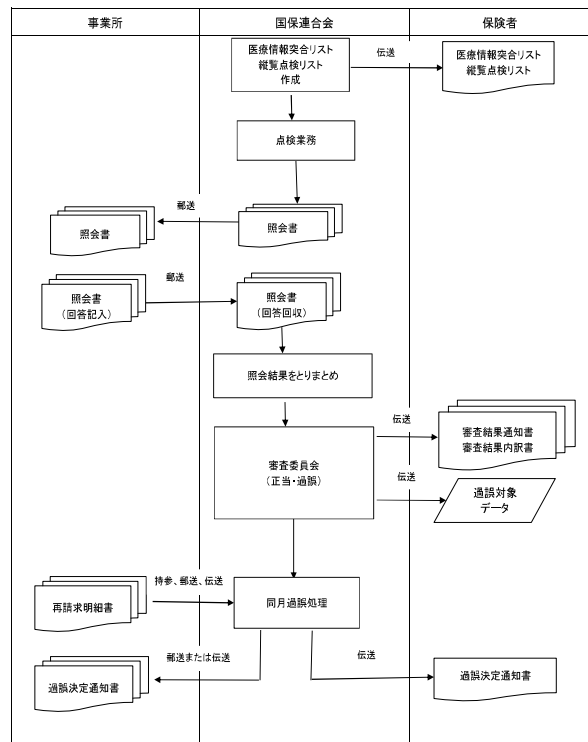 事業所
国保連合会
保険者
医療情報突合リスト
縦覧点検リスト
作成
伝送
医療情報突合リスト
縦覧点検リスト
点検業務
郵送
照会書
照会書
郵送
照会書
(回答記入)
照会書
(回答回収)
照会結果をとりまとめ
伝送
審査結果通知書
審査結果内訳書
審査委員会
(正当・過誤)
伝送
過誤対象
データ
持参、郵送、伝送
再請求明細書
同月過誤処理
郵送または伝送
伝送
過誤決定通知書
過誤決定通知書